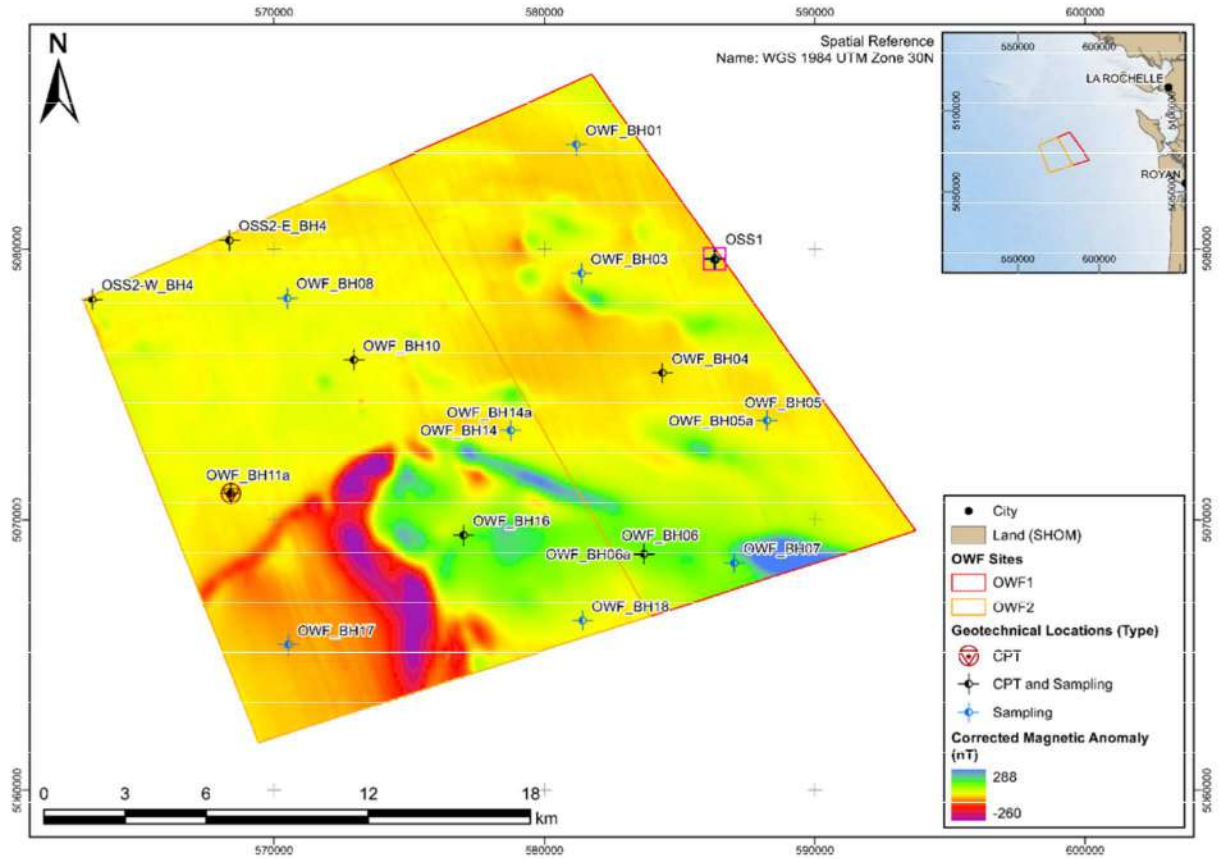 570000
580000
590000
600000
N
Spatial Reference
Name: WGS 1984 UTM Zone 30N
550000
600000
LA ROCHELLE
5100000
5100000
ROYAN
5050000
5050000
550000
600000
OWF_BH01
OSS2-E_BH4
OSS1
5080000
5080000
OWF_BH03
OSS2-W_BH4
OWF_BH08
OWF_BH10
OWF_BH04
OWF_BH14a
OWF_BH05
OWF_BH14
OWF_BH05a
OWF_BH11a
5070000
5070000
OWF_BH16
OWF_BH06
OWF_BH06a
OWF_BH07
OWF_BH18
OWF_BH17
City
Land (SHOM)
OWF Sites
OWF1
OWF2
Geotechnical Locations (Type)
CPT
CPT and Sampling
Sampling
Corrected Magnetic Anomaly
(nT)
288
-260
5060000
5060000
0 3 6 12 18
km
570000
580000
590000
600000